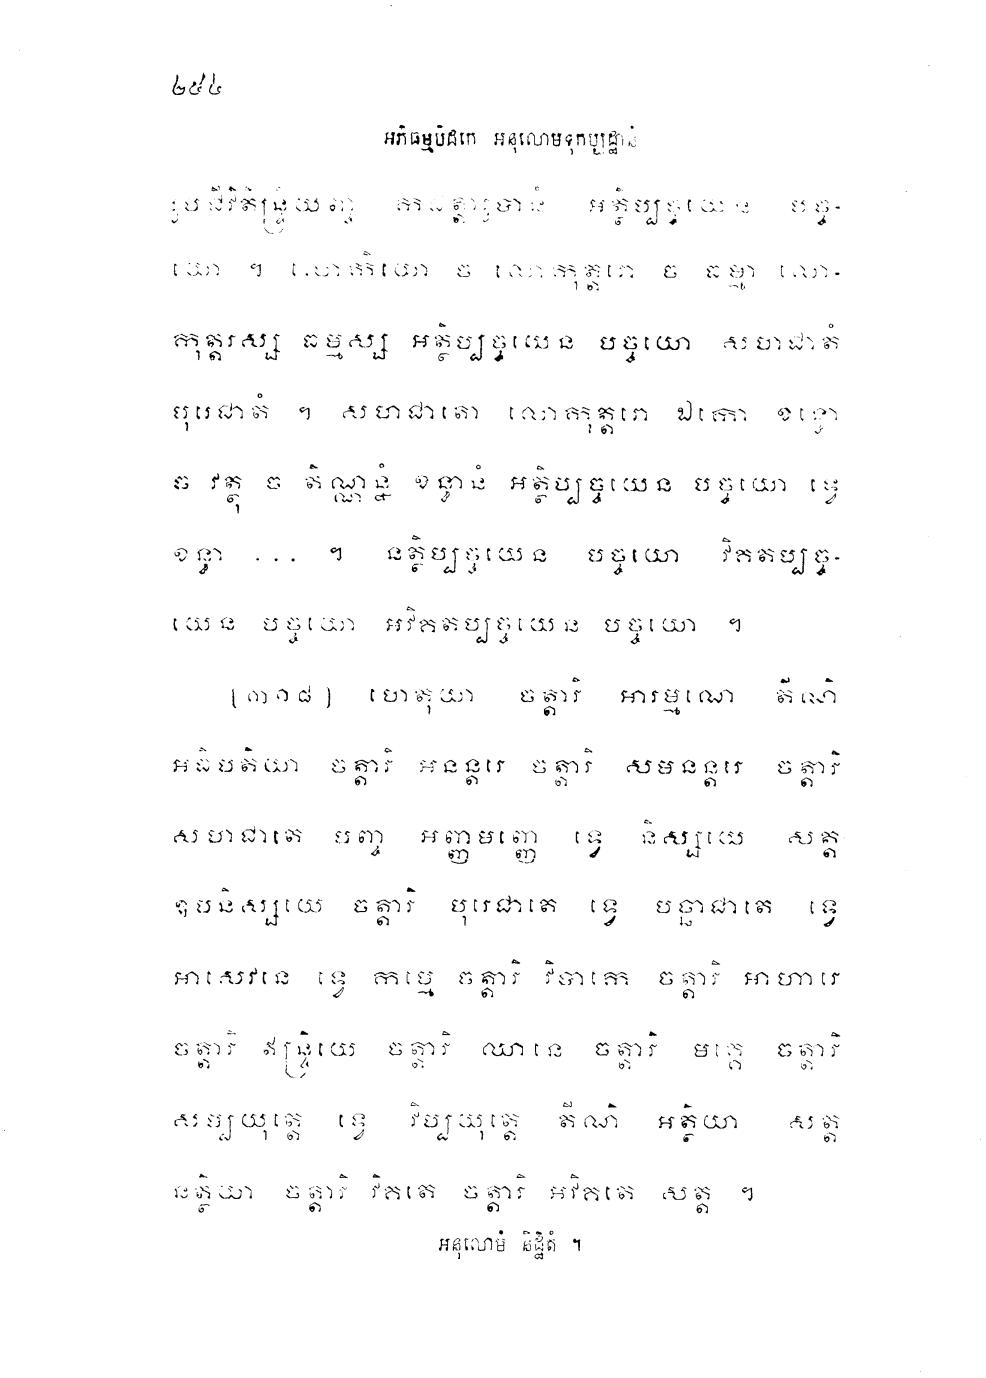 ២៩៤
អភិធម្មបិដកេ អនុលោមទុកប្បដ្ឋានំ
រូបជីវិតិន្ទ្រិយញ្ច កដត្តារូបានំ អត្ថិប្បច្ចយេន បច្ច-
យោ ។ លោកិយោ ច លោកុត្តរោ ច ធម្មា លោ-
កុត្តរស្ស ធម្មស្ស អត្ថិប្បច្ចយេន បច្ចយោ សហជាតំ
បុរេជាតំ ។ សហជាតោ លោកុត្តរោ ឯកោ ខន្ធោ
ច វត្ថុ ច តិណ្ណន្នំ ខន្ធានំ អត្ថិប្បច្ចយេន បច្ចយោ ទ្វេ
ខន្ធា ... ។ នត្ថិប្បច្ចយេន បច្ចយោ វិគតប្បច្ច-
យេន បច្ចយោ អវិគតប្បច្ចយេន បច្ចយោ ។
[៣១៨] ហេតុយា ចត្តារិ អារម្មណេ តីណិ
អធិបតិយា ចត្តារិ អនន្តរេ ចត្តារិ សមនន្តរេ ចត្តារិ
សហជាតេ បញ្ច អញ្ញមញ្ញេ ទ្វេ និស្សយេ សត្ត
ឧបនិស្សយេ ចត្តារិ បុរេជាតេ ទ្វេ បច្ឆាជាតេ ទ្វេ
អាសេវនេ ទ្វេ កម្មេ ចត្តារិ វិបាកេ ចត្តារិ អាហារេ
ចត្តារិ ឥន្ទ្រិយេ ចត្តារិ ឈានេ ចត្តារិ មគ្គេ ចត្តារិ
សម្បយុត្តេ ទ្វេ វិប្បយុត្តេ តីណិ អត្ថិយា សត្ត
នត្ថិយា ចត្តារិ វិគតេ ចត្តារិ អវិគតេ សត្ត ។
អនុលោមំ និដ្ឋិតំ ។